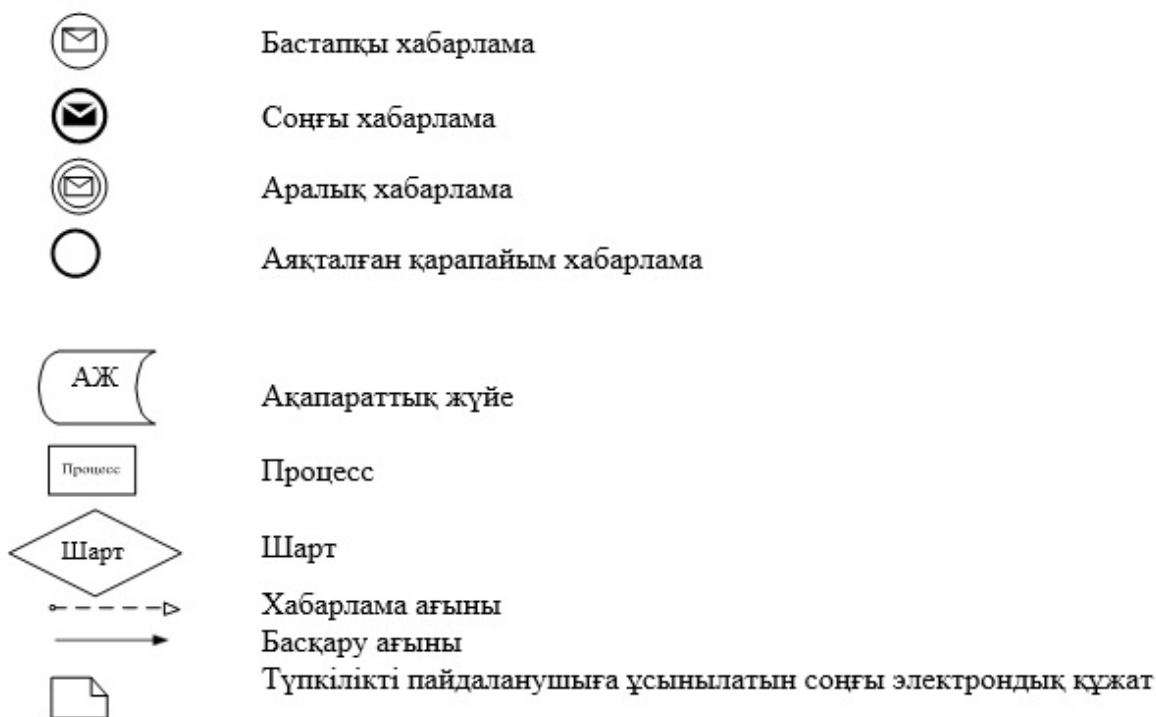 Бастапқы хабарлама
Соңғы хабарлама
Аралық хабарлама
Аяқталған қарапайым хабарлама
АЖ
Ақапараттық жүйе
Процесс
Процесс
Шарт
Шарт
Хабарлама ағыны
Басқару ағыны
Түпкілікті пайдаланушыға ұсынылатын соңғы электрондық құжат